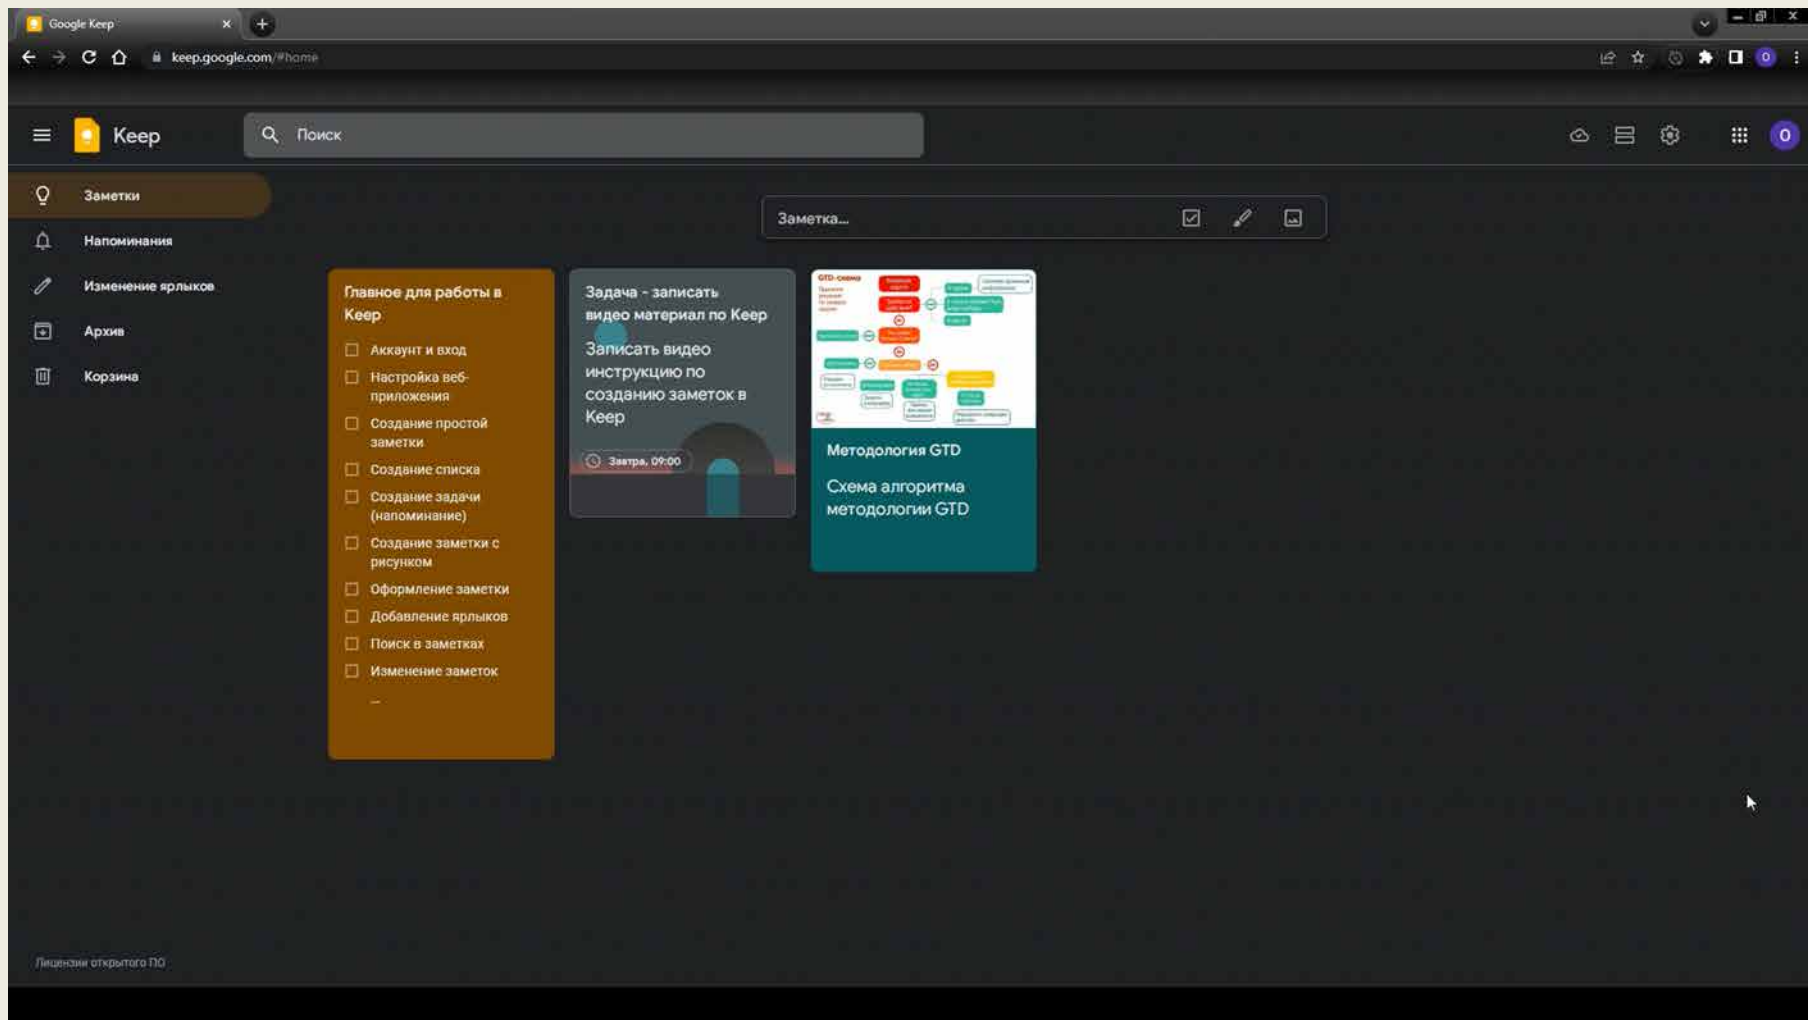 Google Keep
keep.google.com/#home
O
Keep
Поиск
O
Заметки
Напоминания
Изменение ярлыков
Архив
Корзина
Заметка...
Главное для работы в
Keep
Аккаунт и вход
Настройка веб-
приложения
Создание простой
заметки
Создание списка
Создание задачи
(напоминание)
Создание заметки с
рисунком
Оформление заметки
Добавление ярлыков
Поиск в заметках
Изменение заметок
...
Задача - записать
видео материал по Keep
Записать видео
инструкцию по
созданию заметок в
Keep
Завтра, 09:00
GTD-схема
Методология GTD
Схема алгоритма
методологии GTD
Лицензии открытого ПО